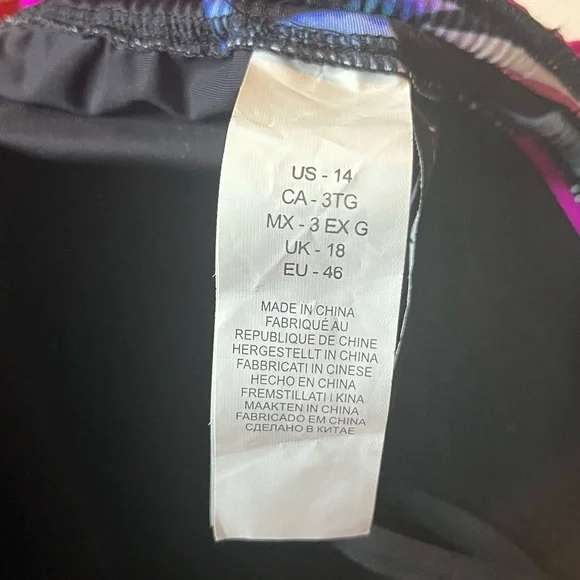 US - 14
CA - 3TG
MX - 3 EX G
UK - 18
EU - 46
MADE IN CHINA
FABRIQUÉ AU
REPUBLIQUE DE CHINE
HERGESTELLT IN CHINA
FABBRICATI IN CINESE
HECHO EN CHINA
FREMSTILLATI I KINA
MAAKTEN IN CHINA
FABRICADO EM CHINA
СДЕЛАНО В КИТАЕ